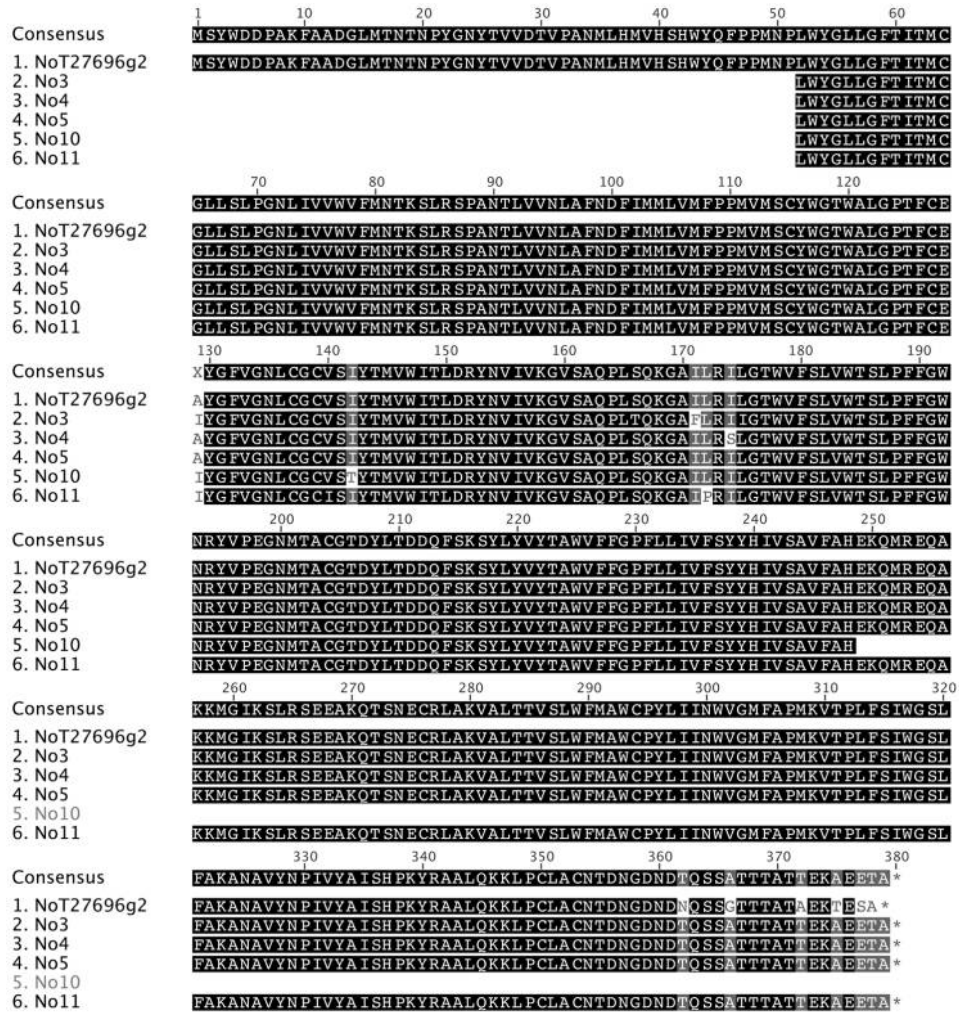 1 10 20 30 40 50 60
Consensus MSYWDDPAKFAADGLMTNTNPYGNYTVVDTVPANMLHMVHSHWYQFPPMNPLWYGLLGFTITMC
1. NoT27696g2 MSYWDDPAKFAADGLMTNTNPYGNYTVVDTVPANMLHMVHSHWYQFPPMNPLWYGLLGFTITMC
2. No3 LWYGLLGFTITMC
3. No4 LWYGLLGFTITMC
4. No5 LWYGLLGFTITMC
5. No10 LWYGLLGFTITMC
6. No11 LWYGLLGFTITMC
70 80 90 100 110 120
Consensus GLLSLPGNLIVVWVFMNTKSLRSPANTLVVNLAFNDFIMMLVMFPPMVMSCYWGTWALGPTFCE
1. NoT27696g2 GLLSLPGNLIVVWVFMNTKSLRSPANTLVVNLAFNDFIMMLVMFPPMVMSCYWGTWALGPTFCE
2. No3 GLLSLPGNLIVVWVFMNTKSLRSPANTLVVNLAFNDFIMMLVMFPPMVMSCYWGTWALGPTFCE
3. No4 GLLSLPGNLIVVWVFMNTKSLRSPANTLVVNLAFNDFIMMLVMFPPMVMSCYWGTWALGPTFCE
4. No5 GLLSLPGNLIVVWVFMNTKSLRSPANTLVVNLAFNDFIMMLVMFPPMVMSCYWGTWALGPTFCE
5. No10 GLLSLPGNLIVVWVFMNTKSLRSPANTLVVNLAFNDFIMMLVMFPPMVMSCYWGTWALGPTFCE
6. No11 GLLSLPGNLIVVWVFMNTKSLRSPANTLVVNLAFNDFIMMLVMFPPMVMSCYWGTWALGPTFCE
130 140 150 160 170 180 190
Consensus XYGFVGNLCGCVSIYTMVWITLDRYNVIVKGVSAQPLSQKGAILRILGTWVFSLVWTSLPFFGW
1. NoT27696g2 AYGFVGNLCGCVSIYTMVWITLDRYNVIVKGVSAQPLSQKGAILRILGTWVFSLVWTSLPFFGW
2. No3 IYGFVGNLCGCVSIYTMVWITLDRYNVIVKGVSAQPLTQKGAFLRIIGTWVFSLVWTSLPFFGW
3. No4 AYGFVGNLCGCVSIYTMVWITLDRYNVIVKGVSAQPLSQKGAILRSLGTWVFSLVWTSLPFFGW
4. No5 AYGFVGNLCGCVSIYTMVWITLDRYNVIVKGVSAQPLSQKGAILRILGTWVFSLVWTSLPFFGW
5. No10 IYGFVGNLCGCVSTYTMVWITLDRYNVIVKGVSAQPLSQKGAILRILGTWVFSLVWTSLPFFGW
6. No11 IYGFVGNLCGCISIYTMVWITLDRYNVIVKGVSAQPLSQKGAIPRILGTWVFSLVWTSLPFFGW
200 210 220 230 240 250
Consensus NRYVPEGNMTACGTDYLTDDQFSKSYLYVYTAWVFFGPFLLIVFSYYHIVSAVFAHEKQMREQA
1. NoT27696g2 NRYVPEGNMTACGTDYLTDDQFSKSYLYVYTAWVFFGPFLLIVFSYYHIVSAVFAHEKQMREQA
2. No3 NRYVPEGNMTACGTDYLTDDQFSKSYLYVYTAWVFFGPFLLIVFSYYHIVSAVFAHEKQMREQA
3. No4 NRYVPEGNMTACGTDYLTDDQFSKSYLYVYTAWVFFGPFLLIVFSYYHIVSAVFAHEKQMREQA
4. No5 NRYVPEGNMTACGTDYLTDDQFSKSYLYVYTAWVFFGPFLLIVFSYYHIVSAVFAHEKQMREQA
5. No10 NRYVPEGNMTACGTDYLTDDQFSKSYLYVYTAWVFFGPFLLIVFSYYHIVSAVFAH
6. No11 NRYVPEGNMTACGTDYLTDDQFSKSYLYVYTAWVFFGPFLLIVFSYYHIVSAVFAHEKQMREQA
260 270 280 290 300 310 320
Consensus KKMGIKSLRSEEAKQTSNECRLAKVALTTVSLWFMAWCPYLIINWVGMFAPMKVTPLFSIWGSL
1. NoT27696g2 KKMGIKSLRSEEAKQTSNECRLAKVALTTVSLWFMAWCPYLIINWVGMFAPMKVTPLFSIWGSL
2. No3 KKMGIKSLRSEEAKQTSNECRLAKVALTTVSLWFMAWCPYLIINWVGMFAPMKVTPLFSIWGSL
3. No4 KKMGIKSLRSEEAKQTSNECRLAKVALTTVSLWFMAWCPYLIINWVGMFAPMKVTPLFSIWGSL
4. No5 KKMGIKSLRSEEAKQTSNECRLAKVALTTVSLWFMAWCPYLIINWVGMFAPMKVTPLFSIWGSL
5. No10
6. No11 KKMGIKSLRSEEAKQTSNECRLAKVALTTVSLWFMAWCPYLIINWVGMFAPMKVTPLFSIWGSL
330 340 350 360 370 380
Consensus FAKANAVYNPIVYAISHPKYRAALQKKLPCLACNTDNGDNDTQSSATTTATTEKAEETA*
1. NoT27696g2 FAKANAVYNPIVYAISHPKYRAALQKKLPCLACNTDNGDNDNQSSGTTTATAEKTESA*
2. No3 FAKANAVYNPIVYAISHPKYRAALQKKLPCLACNTDNGDNDTQSSATTTATTEKAEETA*
3. No4 FAKANAVYNPIVYAISHPKYRAALQKKLPCLACNTDNGDNDTQSSATTTATTEKAEETA*
4. No5 FAKANAVYNPIVYAISHPKYRAALQKKLPCLACNTDNGDNDTQSSATTTATTEKAEETA*
5. No10
6. No11 FAKANAVYNPIVYAISHPKYRAALQKKLPCLACNTDNGDNDTQSSATTTATTEKAEETA*